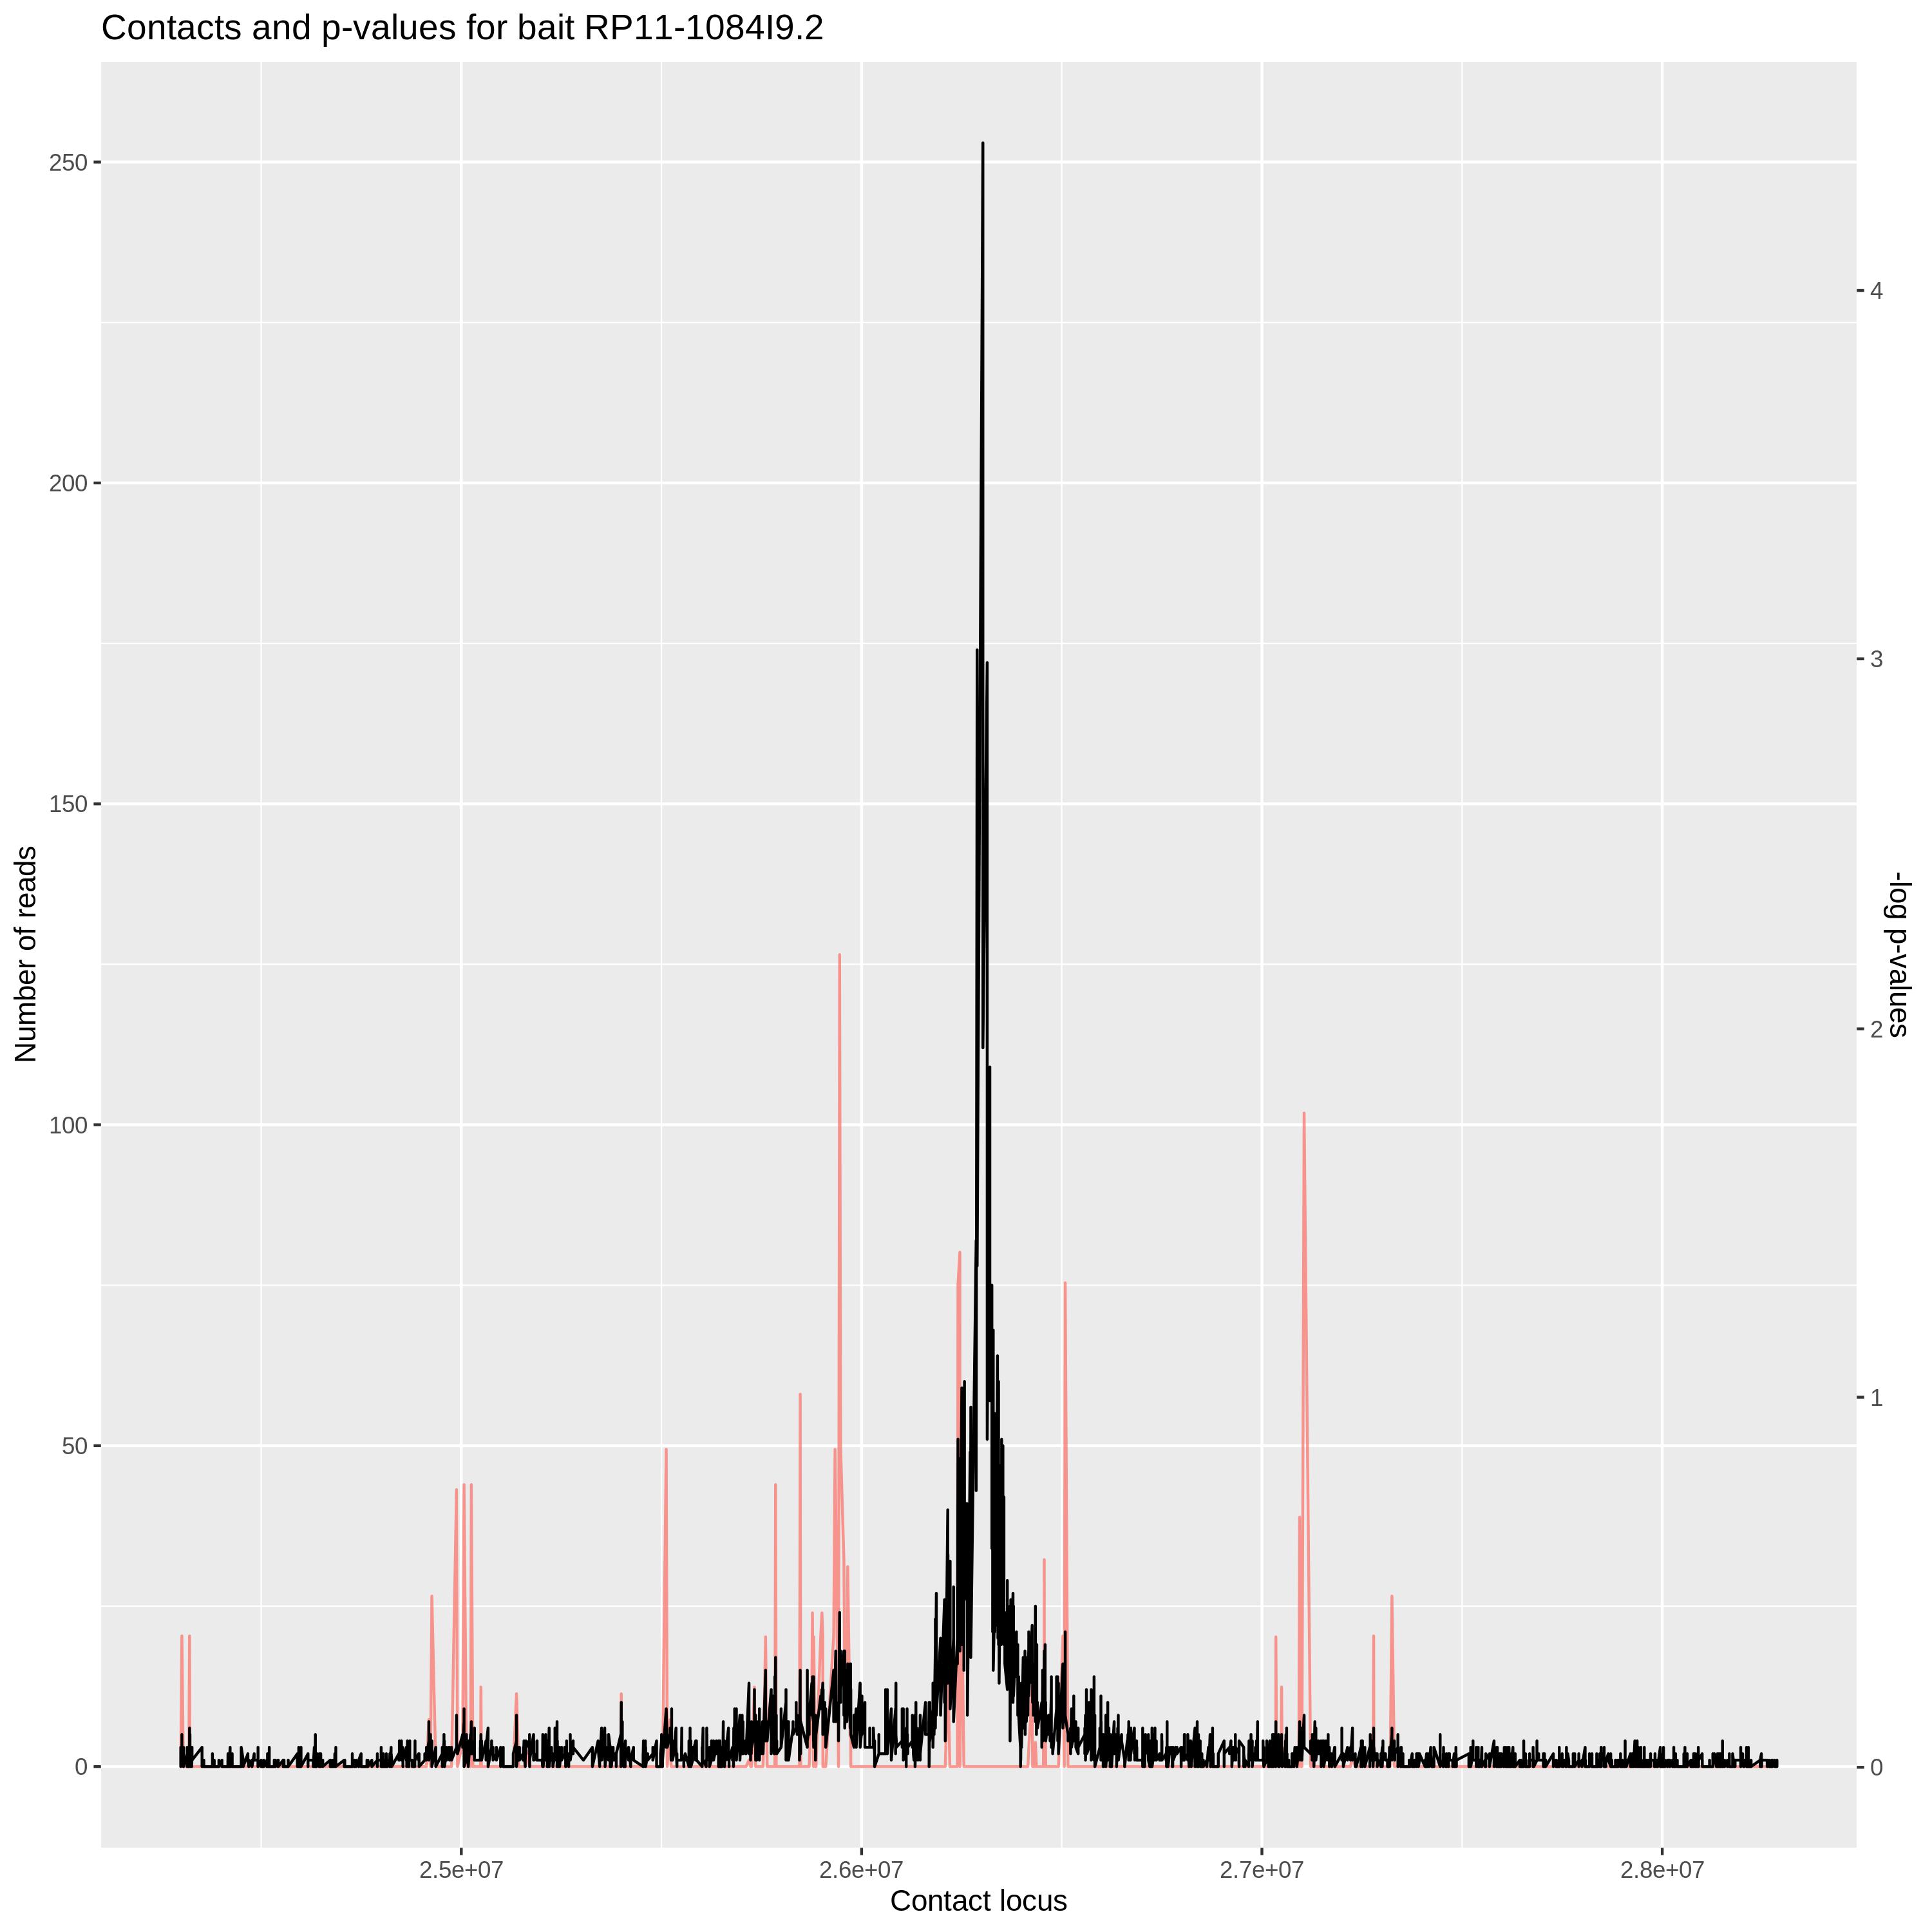 Contacts and p-values for bait RP11-1084I9.2
250
200
150
100
50
0
Number of reads
4
3
2
1
0
-log p-values
2.5e+07
2.6e+07
2.7e+07
2.8e+07
Contact locus